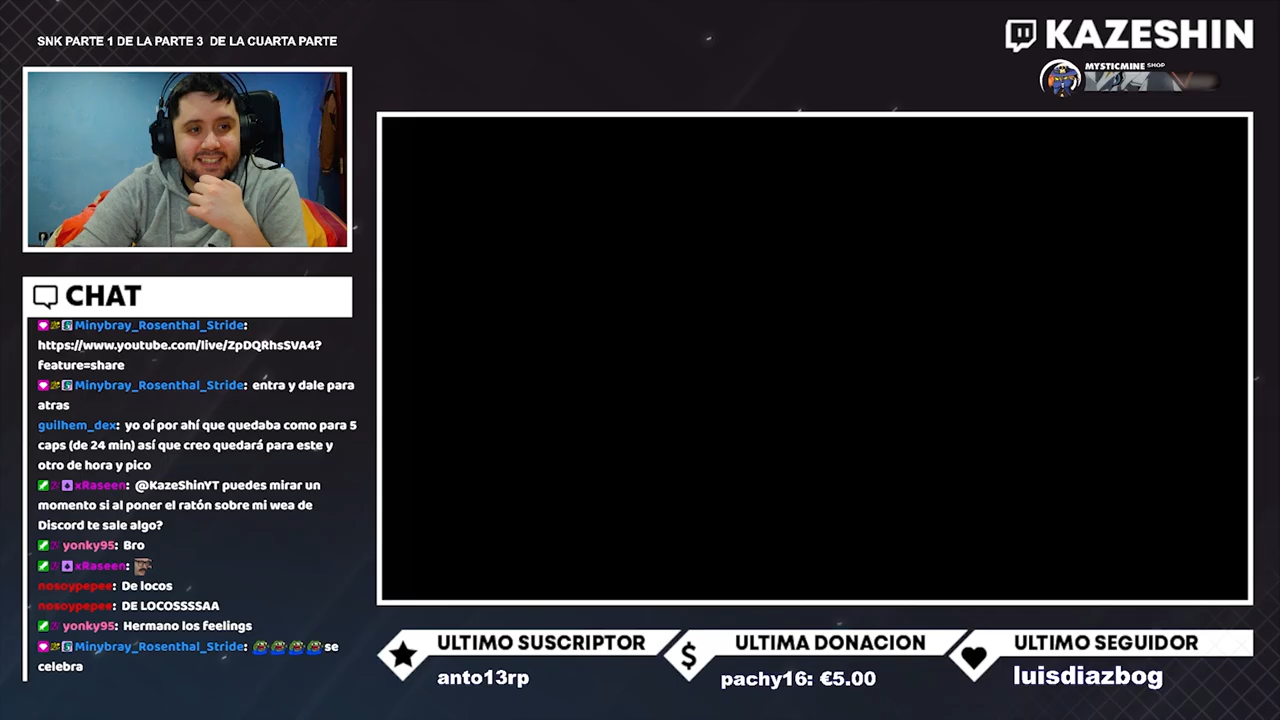 SNK PARTE 1 DE LA PARTE 3 DE LA CUARTA PARTE
KAZESHIN
MYSTICMINE SHOP
CHAT
Minybray_Rosenthal_Stride:
https://www.youtube.com/live/ZpDQRhsSVA4?
feature=share
Minybray_Rosenthal_Stride: entra y dale para
atras
guilhem_dex: yo oí por ahí que quedaba como para 5
caps (de 24 min) así que creo quedará para este y
otro de hora y pico
xRaseen: @KazeShinYT puedes mirar un
momento si al poner el ratón sobre mi wea de
Discord te sale algo?
yonky95: Bro
xRaseen:
nosoypepee: De locos
nosoypepee: DE LOCOSSSSAA
yonky95: Hermano los feelings
Minybray_Rosenthal_Stride: se
celebra
ULTIMO SUSCRIPTOR
anto13rp
ULTIMA DONACION
pachy16: €5.00
ULTIMO SEGUIDOR
luisdiazbog